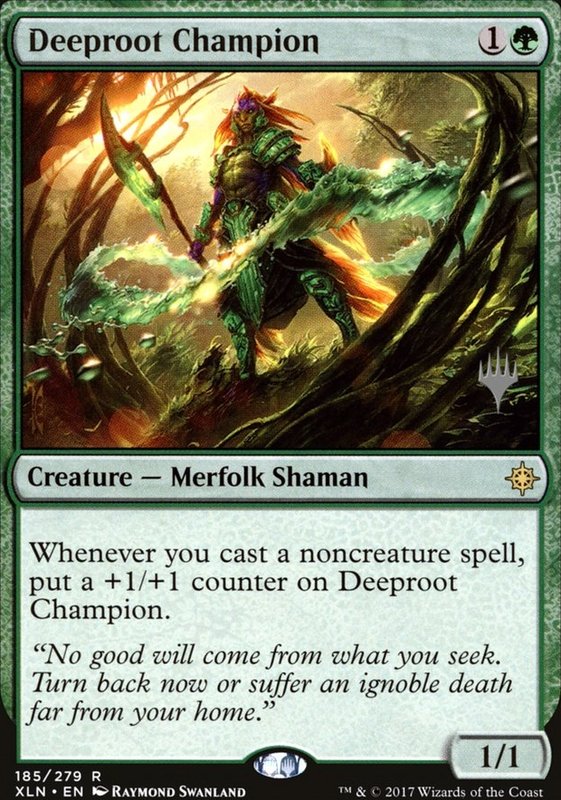 Deeproot Champion 1
Creature — Merfolk Shaman
Whenever you cast a noncreature spell,
put a +1/+1 counter on Deeproot
Champion.
“No good will come from what you seek.
Turn back now or suffer an ignoble death
far from your home.”
1/1
185/279 R
XLN • EN RAYMOND SWANLAND
™ & © 2017 Wizards of the Coast